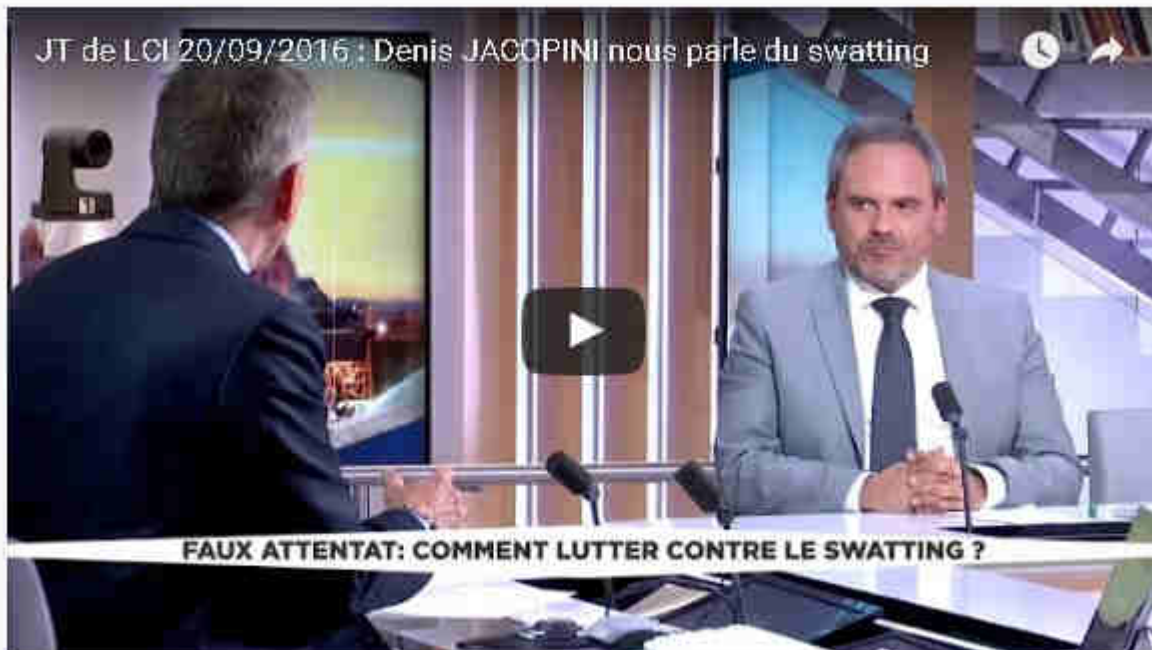 JT de LCI 20/09/2016 : Denis JACOPINI nous parle du swatting
1
FAUX ATTENTAT: COMMENT LUTTER CONTRE LE SWATTING ?